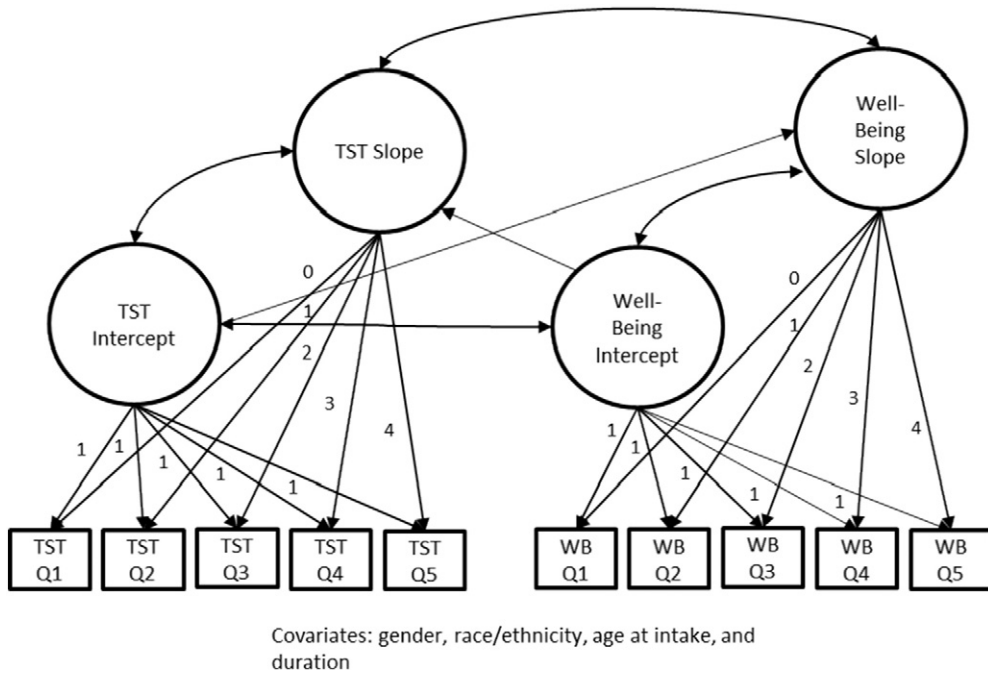 TST Slope
Well-
Being
Slope
TST
Intercept
Well-
Being
Intercept
0
1
2
3
4
0
1
2
3
4
1
1
1
1
1
1
1
1
1
1
TST
Q1
TST
Q2
TST
Q3
TST
Q4
TST
Q5
WB
Q1
WB
Q2
WB
Q3
WB
Q4
WB
Q5
Covariates: gender, race/ethnicity, age at intake, and
duration